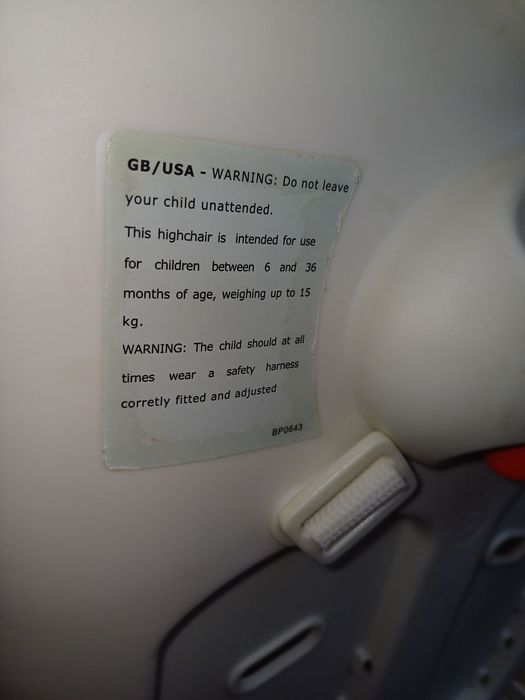 GB/USA - WARNING: Do not leave
your child unattended.
This highchair is intended for use
for children between 6 and 36
months of age, weighing up to 15
kg.
WARNING: The child should at all
times wear a safety harness
corretly fitted and adjusted
BP0643